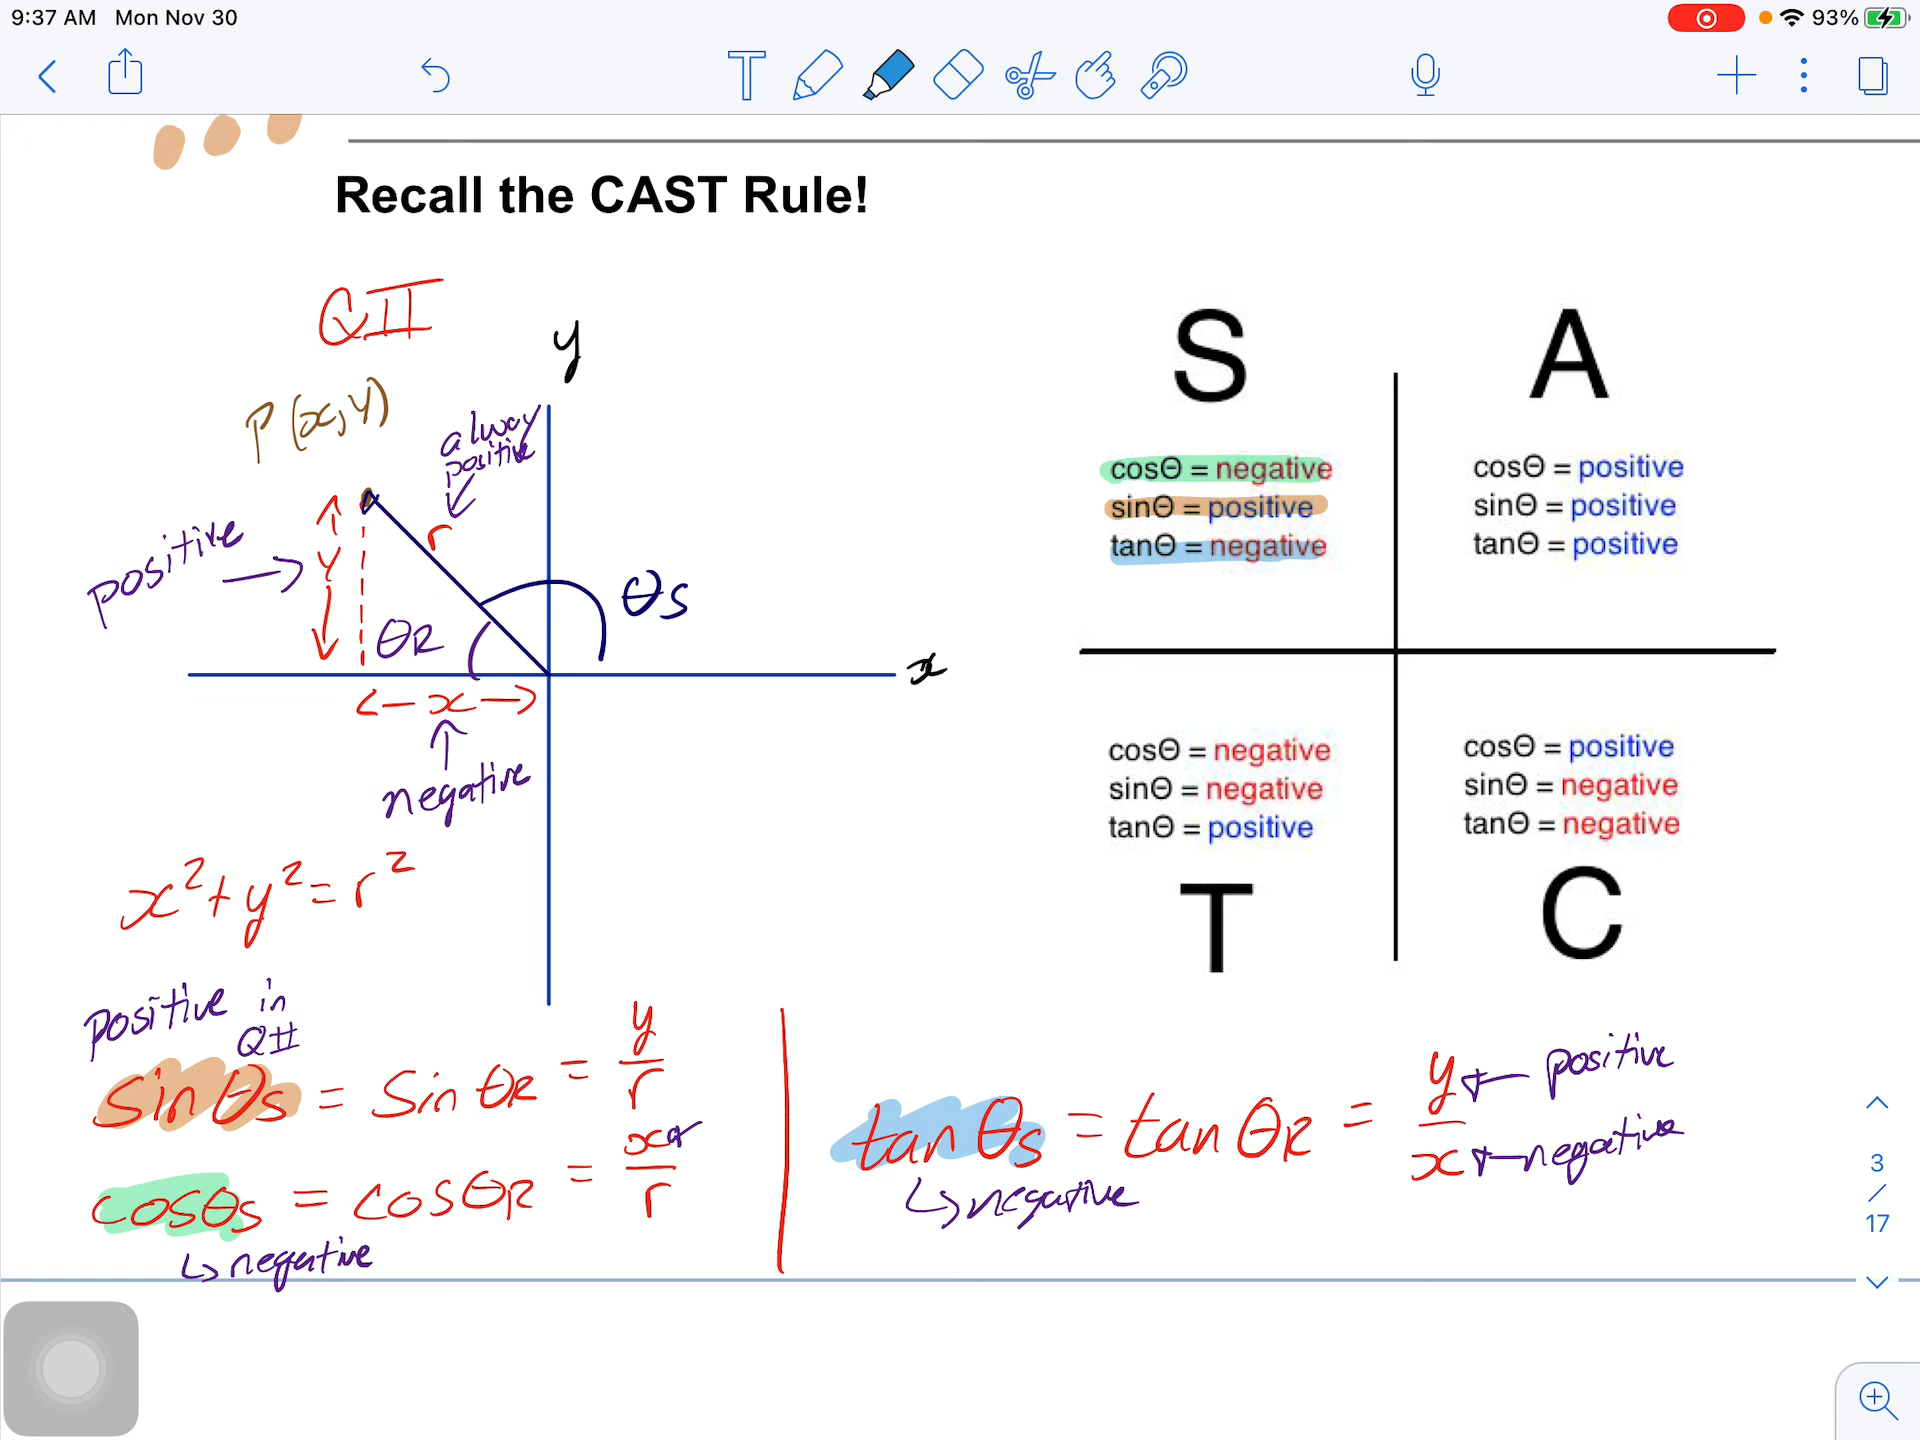 9:37 AM Mon Nov 30
93%
T
Recall the CAST Rule!
QII
y
P(x,y)
always
positive
r
positive
y
θR
θs
x
x
negative
x² + y² = r²
positive in
QII
sin θs = sin θR = y/r
cos θs = cos θR = x/r
negative
tan θs = tan θR = y/x
positive
negative
negative
S
cosΘ = negative
sinΘ = positive
tanΘ = negative
A
cosΘ = positive
sinΘ = positive
tanΘ = positive
cosΘ = negative
sinΘ = negative
tanΘ = positive
T
cosΘ = positive
sinΘ = negative
tanΘ = negative
C
3
/
17